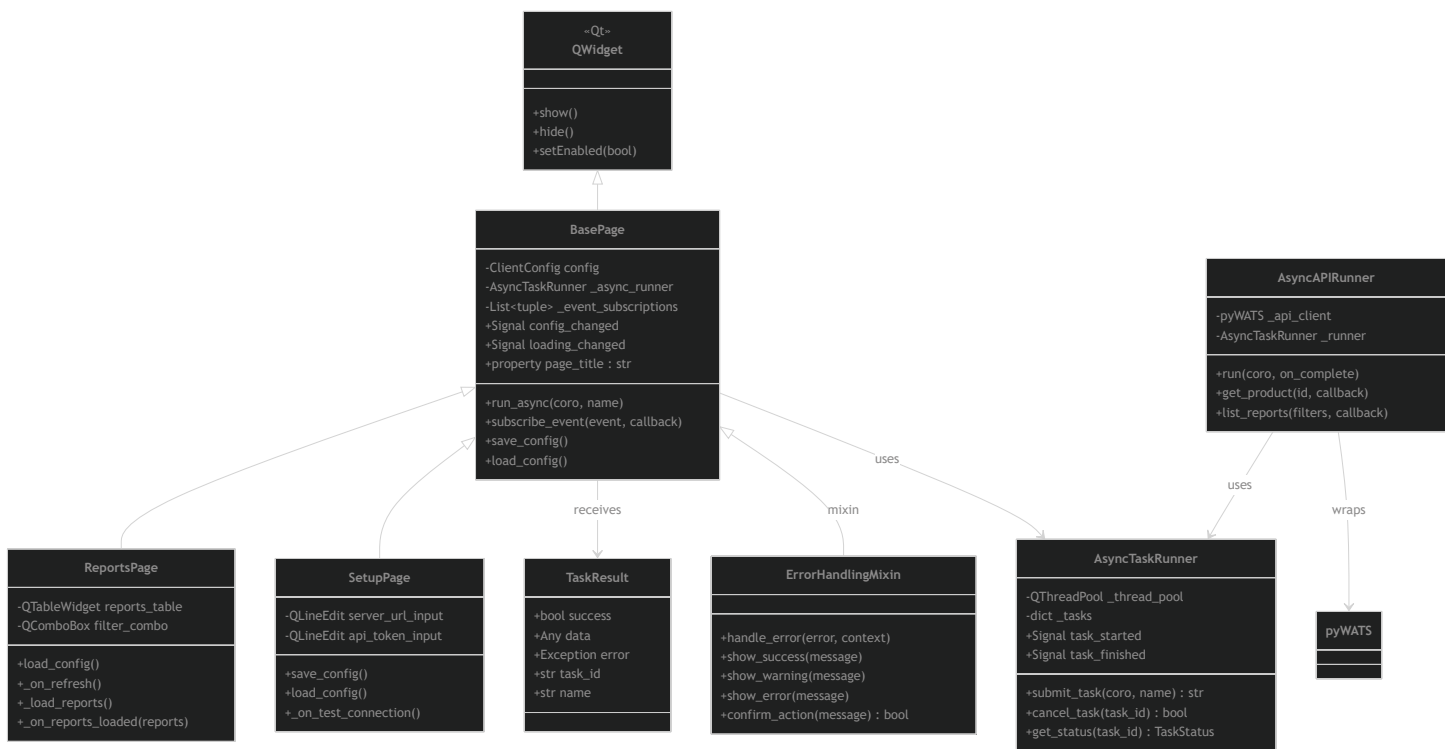 «Qt»
QWidget
+show()
+hide()
+setEnabled(bool)
BasePage
-ClientConfig config
-AsyncTaskRunner _async_runner
-List<tuple> _event_subscriptions
+Signal config_changed
+Signal loading_changed
+property page_title : str
+run_async(coro, name)
+subscribe_event(event, callback)
+save_config()
+load_config()
AsyncAPIRunner
-pyWATS _api_client
-AsyncTaskRunner _runner
+run(coro, on_complete)
+get_product(id, callback)
+list_reports(filters, callback)
uses
receives
mixin
uses
wraps
ReportsPage
-QTableWidget reports_table
-QComboBox filter_combo
+load_config()
+_on_refresh()
+_load_reports()
+_on_reports_loaded(reports)
SetupPage
-QLineEdit server_url_input
-QLineEdit api_token_input
+save_config()
+load_config()
+_on_test_connection()
TaskResult
+bool success
+Any data
+Exception error
+str task_id
+str name
ErrorHandlingMixin
+handle_error(error, context)
+show_success(message)
+show_warning(message)
+show_error(message)
+confirm_action(message) : bool
AsyncTaskRunner
-QThreadPool _thread_pool
-dict _tasks
+Signal task_started
+Signal task_finished
+submit_task(coro, name) : str
+cancel_task(task_id) : bool
+get_status(task_id) : TaskStatus
pyWATS